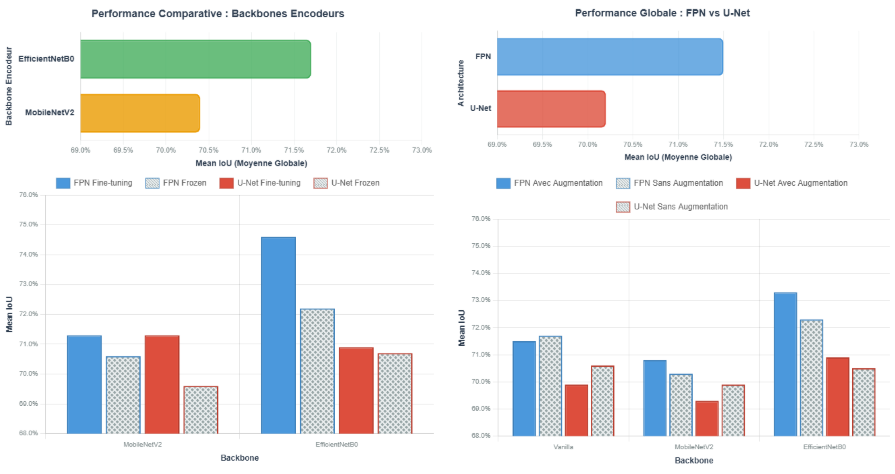 Performance Comparative : Backbones Encodeurs
Backbone Encodeur
EfficientNetB0
MobileNetV2
69.0% 69.5% 70.0% 70.5% 71.0% 71.5% 72.0% 72.5% 73.0%
Mean IoU (Moyenne Globale)
Performance Globale : FPN vs U-Net
Architecture
FPN
U-Net
69.0% 69.5% 70.0% 70.5% 71.0% 71.5% 72.0% 72.5% 73.0%
Mean IoU (Moyenne Globale)
FPN Fine-tuning FPN Frozen U-Net Fine-tuning U-Net Frozen
Mean IoU
76.0%
75.0%
74.0%
73.0%
72.0%
71.0%
70.0%
69.0%
68.0%
MobileNetV2 EfficientNetB0
Backbone
FPN Avec Augmentation FPN Sans Augmentation U-Net Avec Augmentation
U-Net Sans Augmentation
Mean IoU
76.0%
75.0%
74.0%
73.0%
72.0%
71.0%
70.0%
69.0%
68.0%
Vanilla MobileNetV2 EfficientNetB0
Backbone